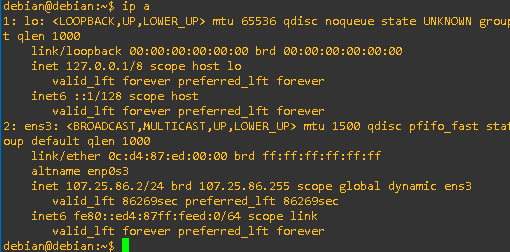 debian@debian:~$ ip a
1: lo: <LOOPBACK,UP,LOWER_UP> mtu 65536 qdisc noqueue state UNKNOWN grou
t qlen 1000
link/loopback 00:00:00:00:00:00 brd 00:00:00:00:00:00
inet 127.0.0.1/8 scope host lo
valid_lft forever preferred_lft forever
inet6 ::1/128 scope host
valid_lft forever preferred_lft forever
2: ens3: <BROADCAST,MULTICAST,UP,LOWER_UP> mtu 1500 qdisc pfifo_fast stat
oup default qlen 1000
link/ether 0c:d4:87:ed:00:00 brd ff:ff:ff:ff:ff:ff
altname enp0s3
inet 107.25.86.2/24 brd 107.25.86.255 scope global dynamic ens3
valid_lft 86269sec preferred_lft 86269sec
inet6 fe80::ed4:87ff:feed:0/64 scope link
valid_lft forever preferred_lft forever
debian@debian:~$